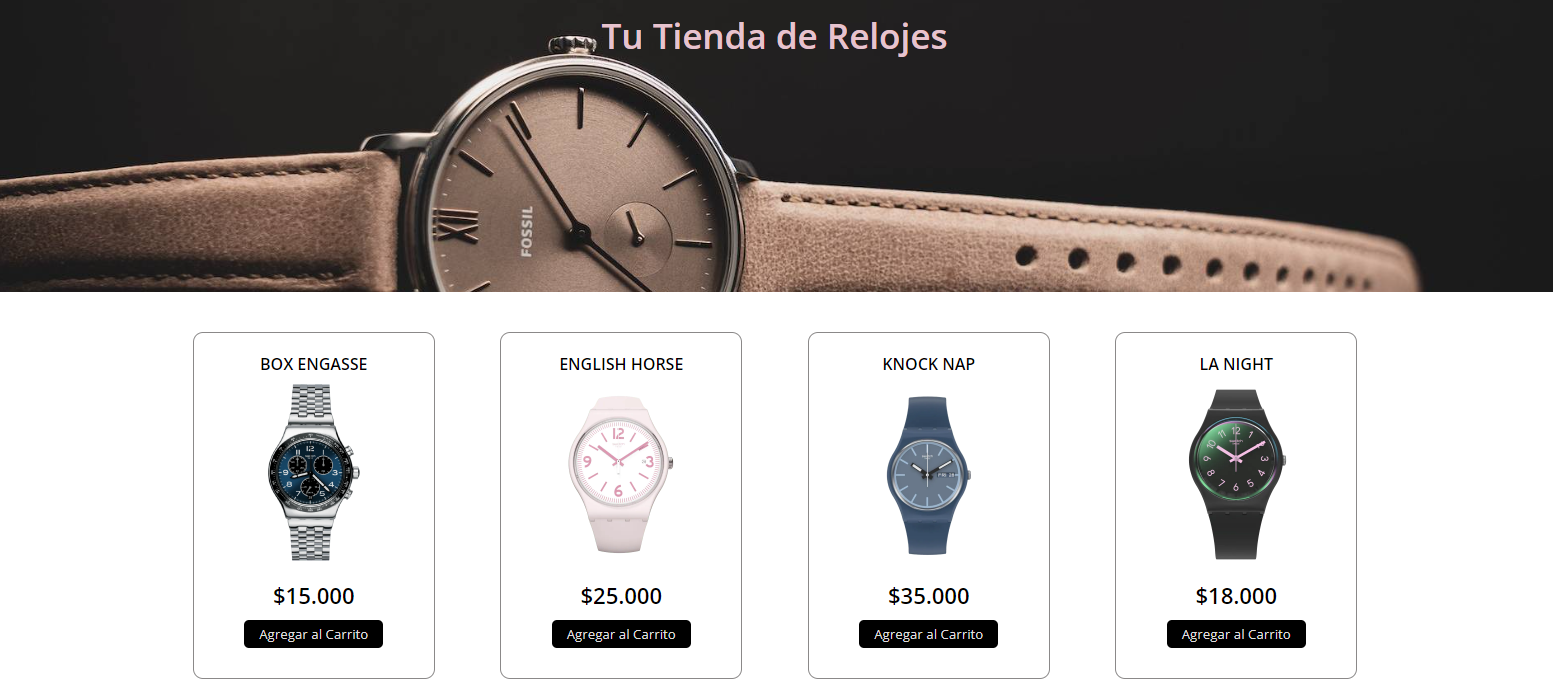 Tu Tienda de Relojes
FOSSIL
XII
BOX ENGASSE
ENGLISH HORSE
KNOCK NAP
LA NIGHT
$15.000
$25.000
$35.000
$18.000
Agregar al Carrito
Agregar al Carrito
Agregar al Carrito
Agregar al Carrito